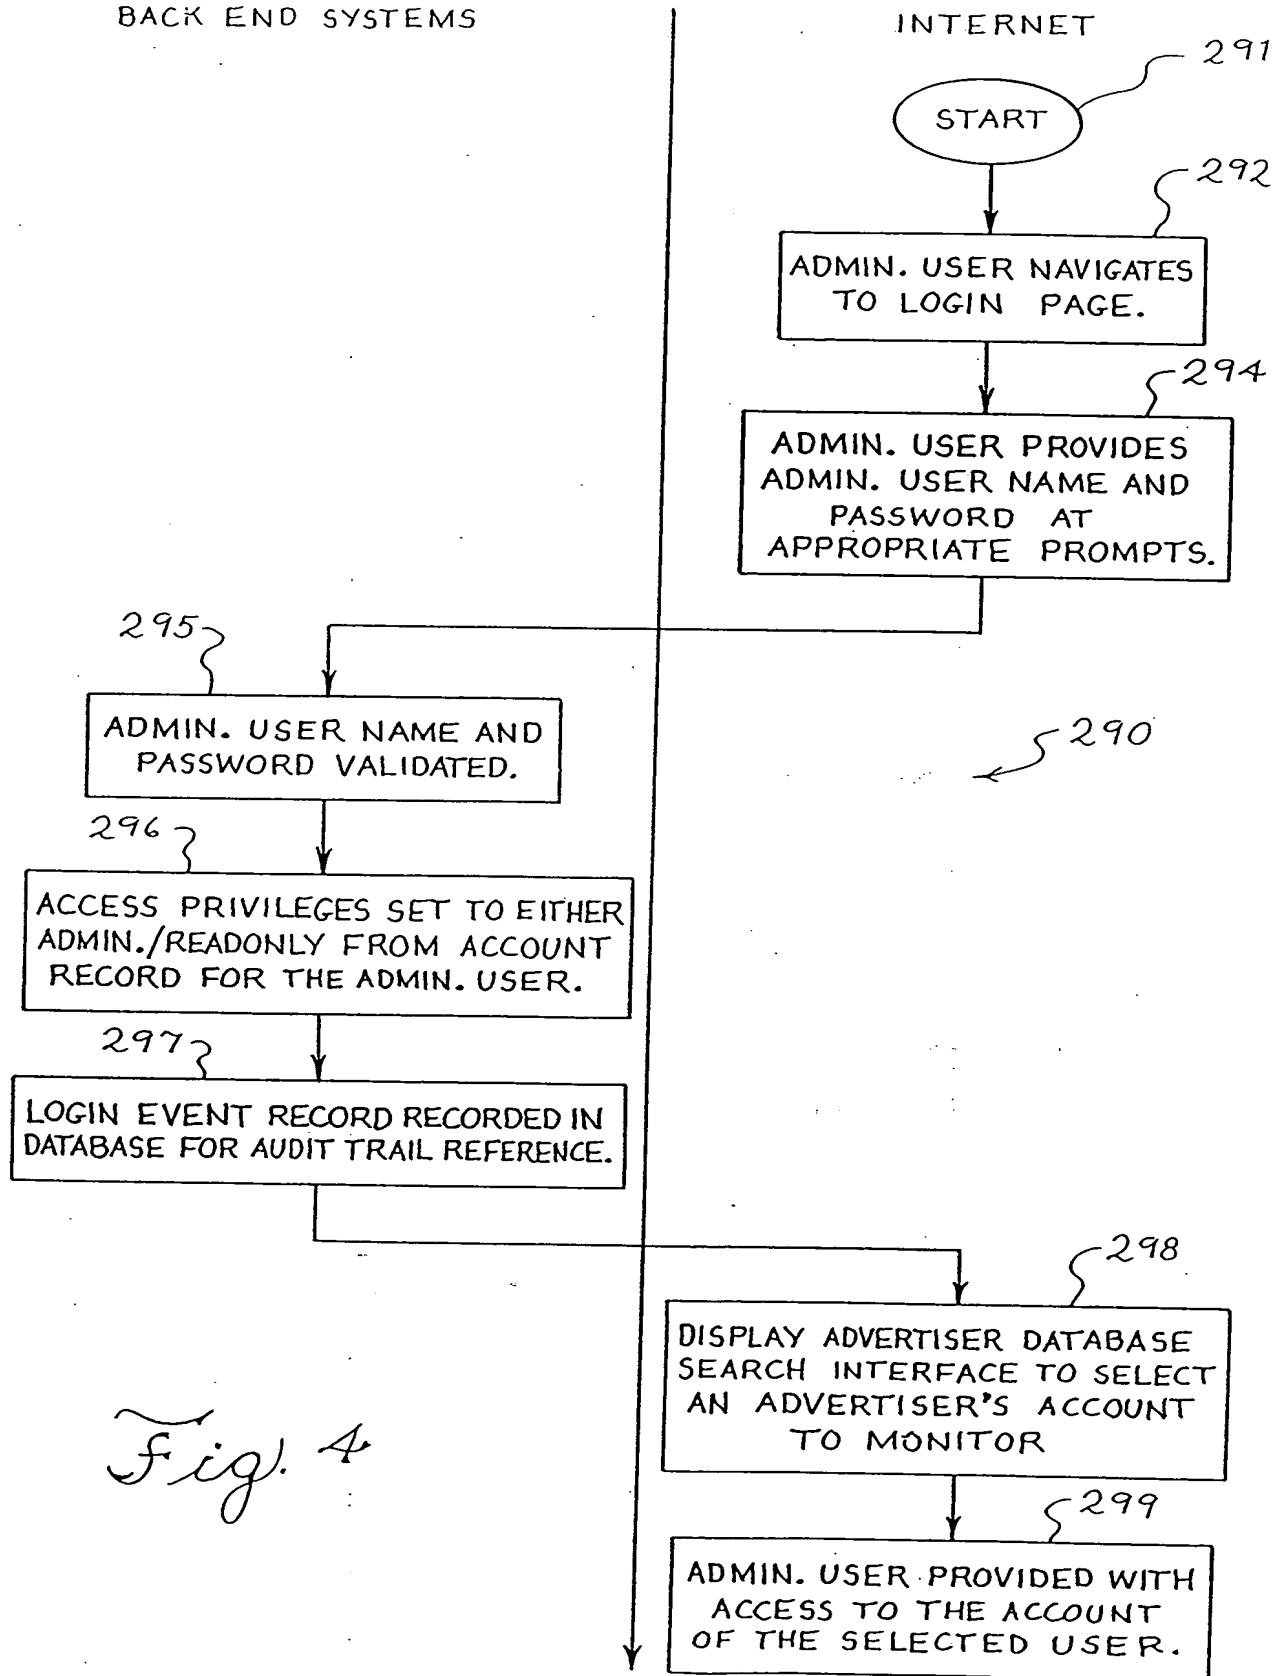 BACK END SYSTEMS
INTERNET
291
START
292
ADMIN. USER NAVIGATES
TO LOGIN PAGE.
294
ADMIN. USER PROVIDES
ADMIN. USER NAME AND
PASSWORD AT
APPROPRIATE PROMPTS.
295
ADMIN. USER NAME AND
PASSWORD VALIDATED.
290
296
ACCESS PRIVILEGES SET TO EITHER
ADMIN./READONLY FROM ACCOUNT
RECORD FOR THE ADMIN. USER.
297
LOGIN EVENT RECORD RECORDED IN
DATABASE FOR AUDIT TRAIL REFERENCE.
298
DISPLAY ADVERTISER DATABASE
SEARCH INTERFACE TO SELECT
AN ADVERTISER'S ACCOUNT
TO MONITOR
Fig. 4
299
ADMIN. USER PROVIDED WITH
ACCESS TO THE ACCOUNT
OF THE SELECTED USER.